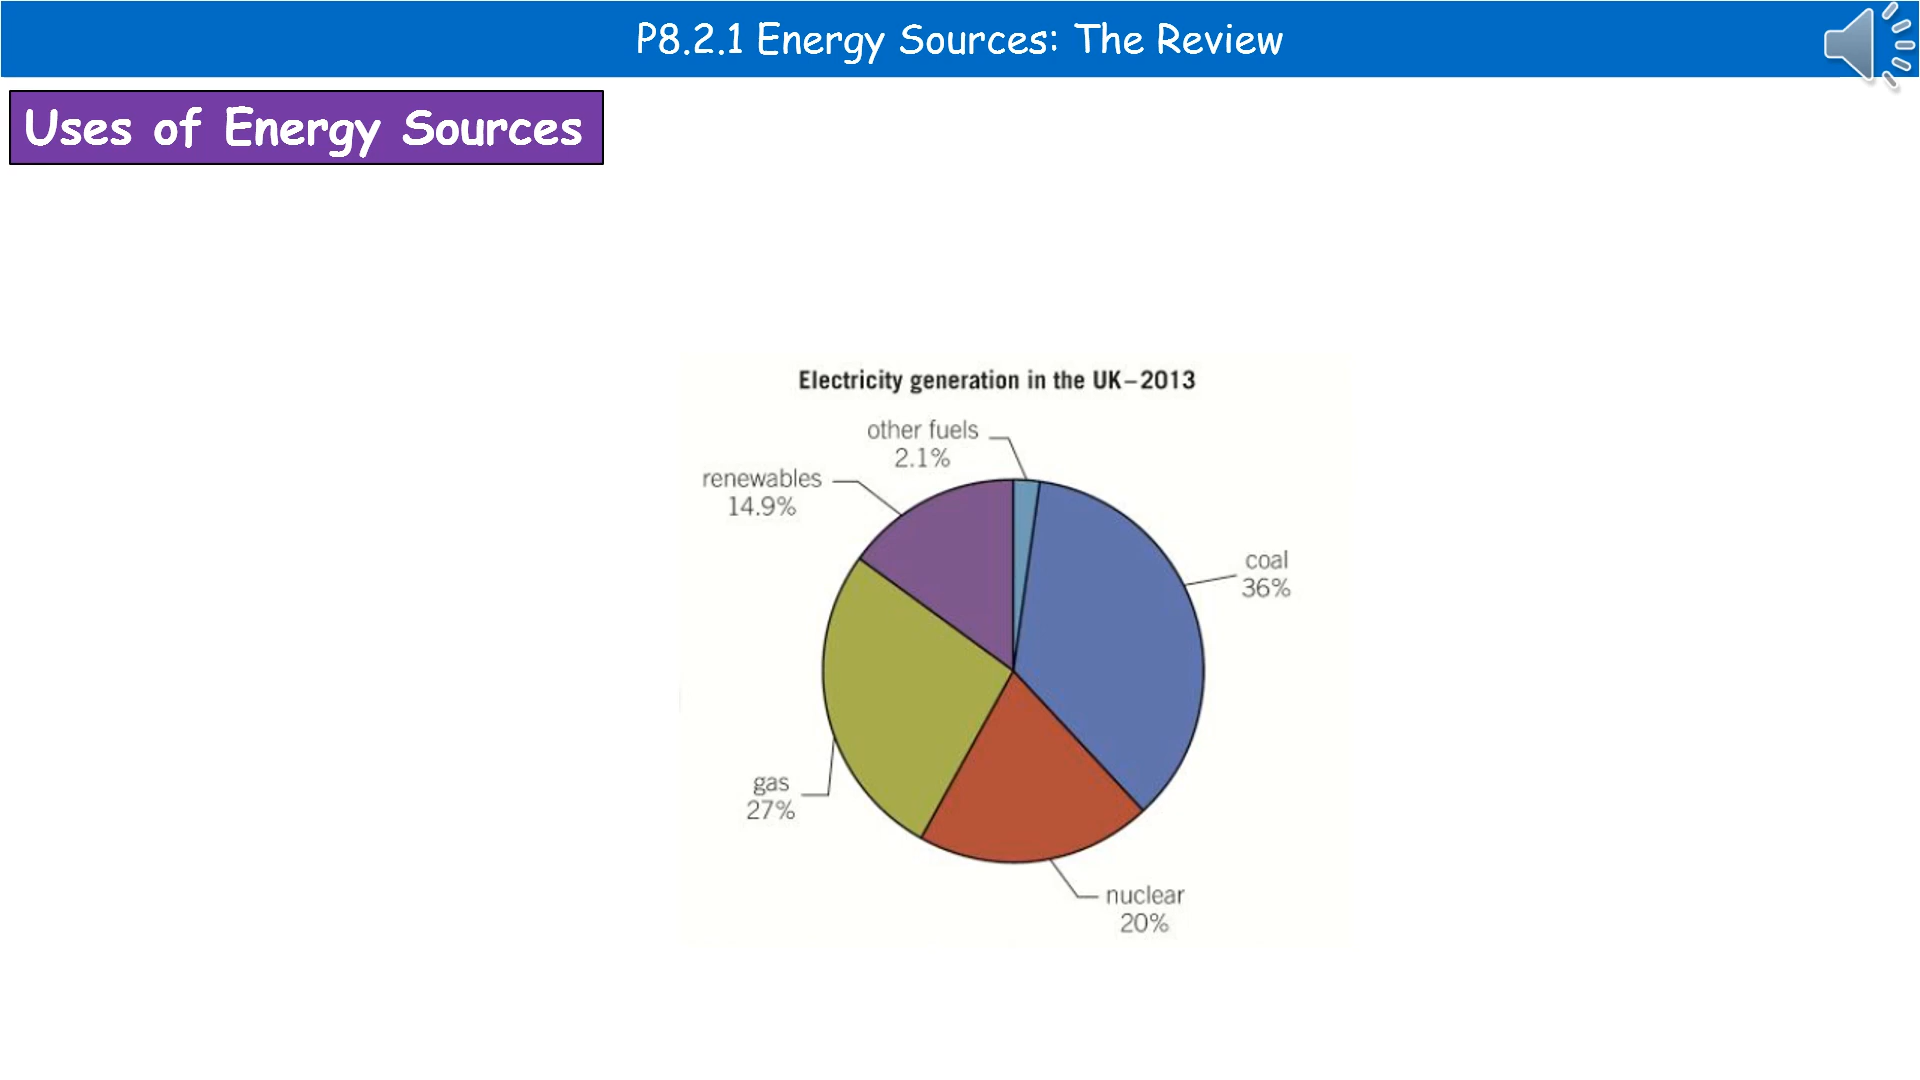 P8.2.1 Energy Sources: The Review
Uses of Energy Sources
Electricity generation in the UK–2013
other fuels
2.1%
renewables
14.9%
coal
36%
gas
27%
nuclear
20%